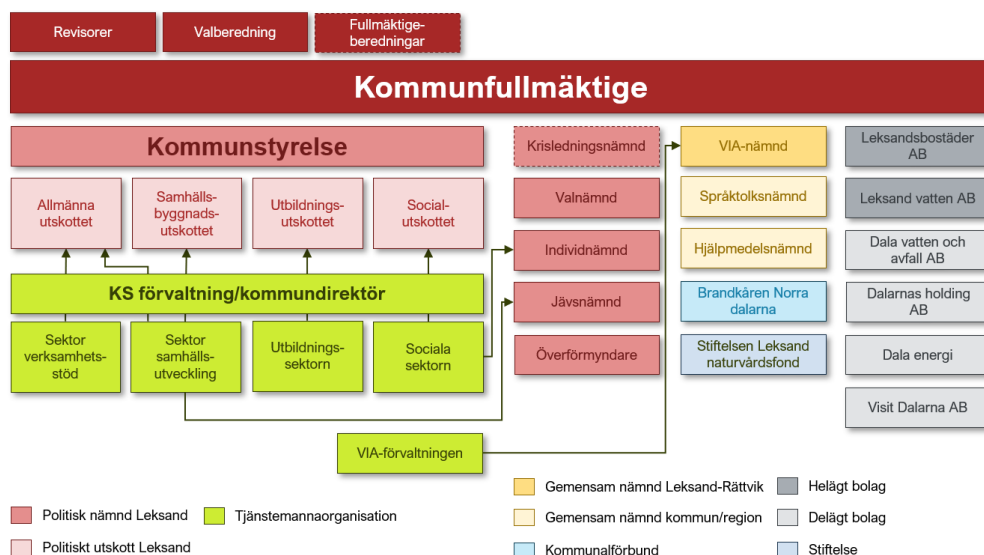 Revisorer
Valberedning
Fullmäktige-
beredningar
Kommunfullmäktige
Kommunstyrelse
Krisledningsnämnd
VIA-nämnd
Leksandsbostäder
AB
Allmänna
utskottet
Samhälls-
byggnads-
utskottet
Utbildnings-
utskottet
Social-
utskottet
Valnämnd
Språktolksnämnd
Leksand vatten AB
Individnämnd
Hjälpmedelsnämnd
Dala vatten och
avfall AB
KS förvaltning/kommundirektör
Jävsnämnd
Brandkåren Norra
dalarna
Dalarnas holding
AB
Sektor
verksamhets-
stöd
Sektor
samhälls-
utveckling
Utbildnings-
sektorn
Sociala
sektorn
Överförmyndare
Stiftelsen Leksand
naturvårdsfond
Dala energi
Visit Dalarna AB
VIA-förvaltningen
Gemensam nämnd Leksand-Rättvik
Helägt bolag
Politisk nämnd Leksand
Tjänstemannaorganisation
Gemensam nämnd kommun/region
Delägt bolag
Politiskt utskott Leksand
Kommunalförbund
Stiftelse